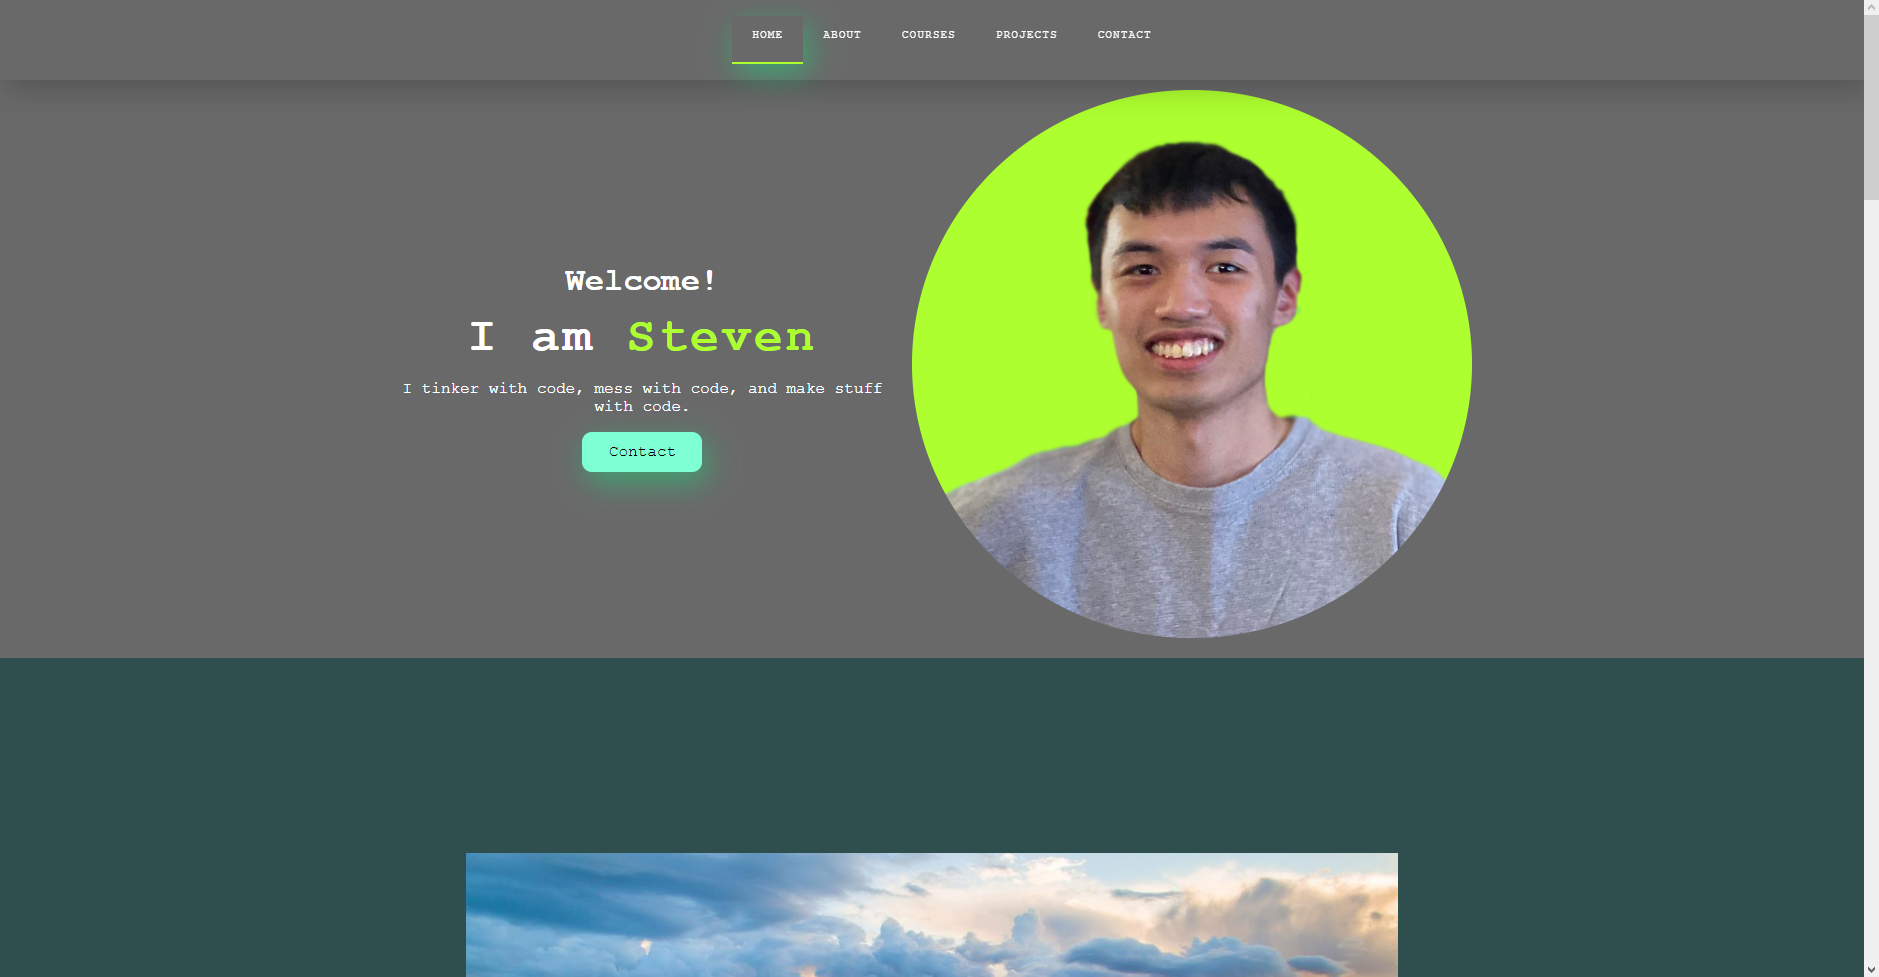 HOME ABOUT COURSES PROJECTS CONTACT
Welcome!
I am Steven
I tinker with code, mess with code, and make stuff
with code.
Contact